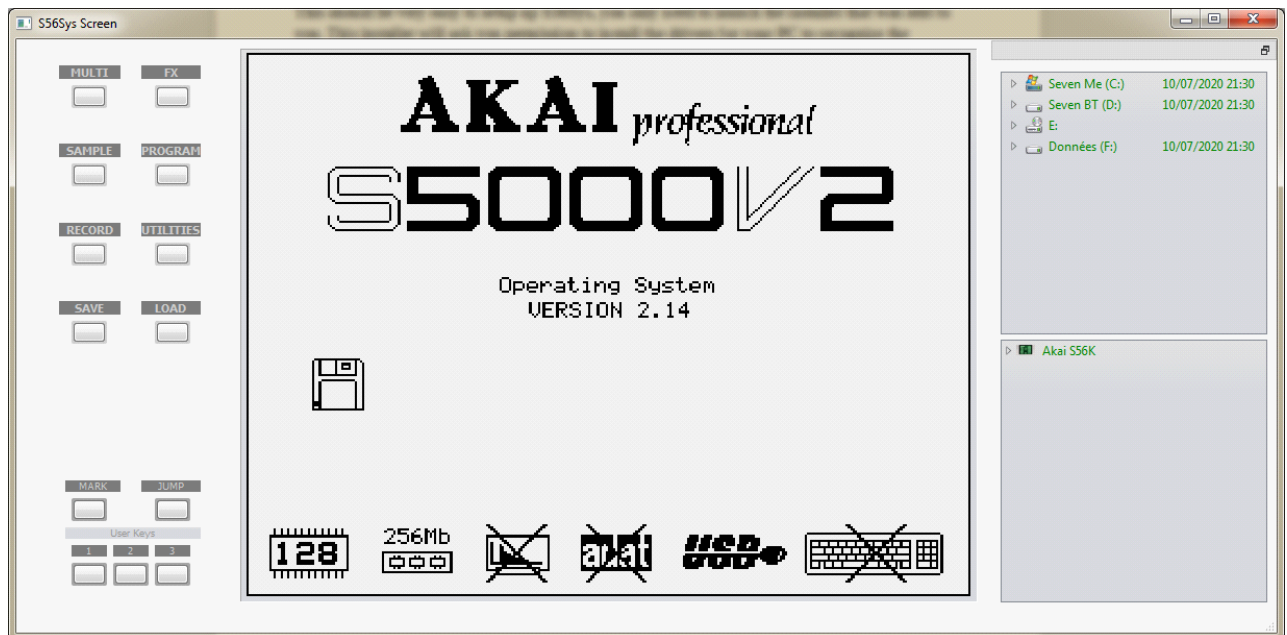 S56Sys Screen
MULTI FX
SAMPLE PROGRAM
RECORD UTILITIES
SAVE LOAD
MARK JUMP
User Keys
1 2 3
AKAI professional
S5000V2
Operating System
VERSION 2.14
128
256Mb
akai
USB
Seven Me (C:) 10/07/2020 21:30
Seven BT (D:) 10/07/2020 21:30
E:
Données (F:) 10/07/2020 21:30
Akai S56K